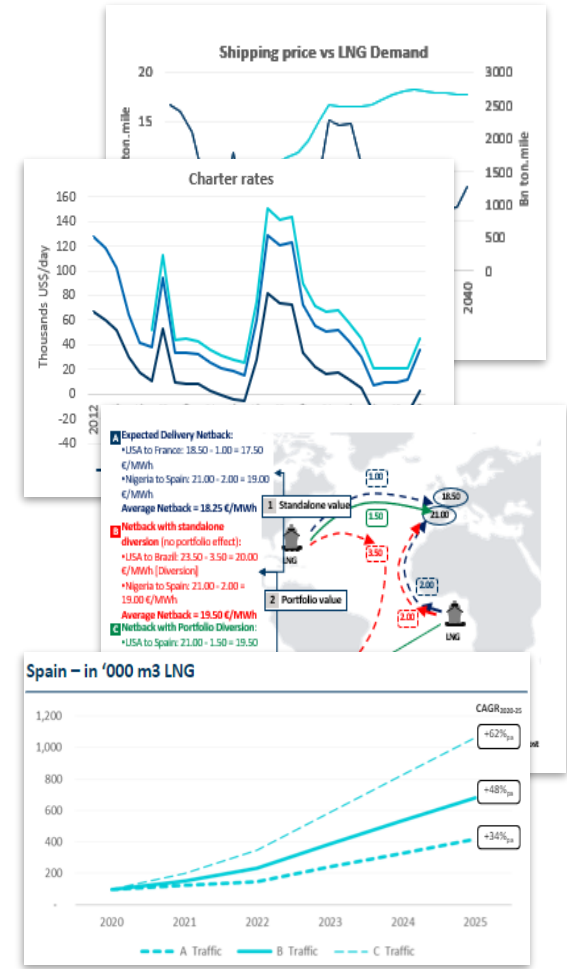 Shipping price vs LNG Demand
20
15
ton.mile
3000
2500
2000
1500
1000
500
0
Bn ton.mile
2040
Charter rates
Thousands US$/day
160
140
120
100
80
60
40
20
0
-20
-40
2012
A Expected Delivery Netback:
•USA to France: 18.50 - 1.00 = 17.50
€/MWh
•Nigeria to Spain: 21.00 - 2.00 = 19.00
€/MWh
Average Netback = 18.25 €/MWh
B Netback with standalone
diversion (no portfolio effect):
•USA to Brazil: 23.50 - 3.50 = 20.00
€/MWh [Diversion]
•Nigeria to Spain: 21.00 - 2.00 =
19.00 €/MWh
Average Netback = 19.50 €/MWh
C Netback with Portfolio Diversion:
•USA to Spain: 21.00 - 1.50 = 19.50
1 Standalone value
2 Portfolio value
1.00
18.50
21.00
1.50
3.50
LNG
2.00
2.00
LNG
ost
Spain – in ‘000 m3 LNG
CAGR2020-25
1,200
1,000
800
600
400
200
-
+62%pa
+48%pa
+34%pa
2020 2021 2022 2023 2024 2025
A Traffic B Traffic C Traffic